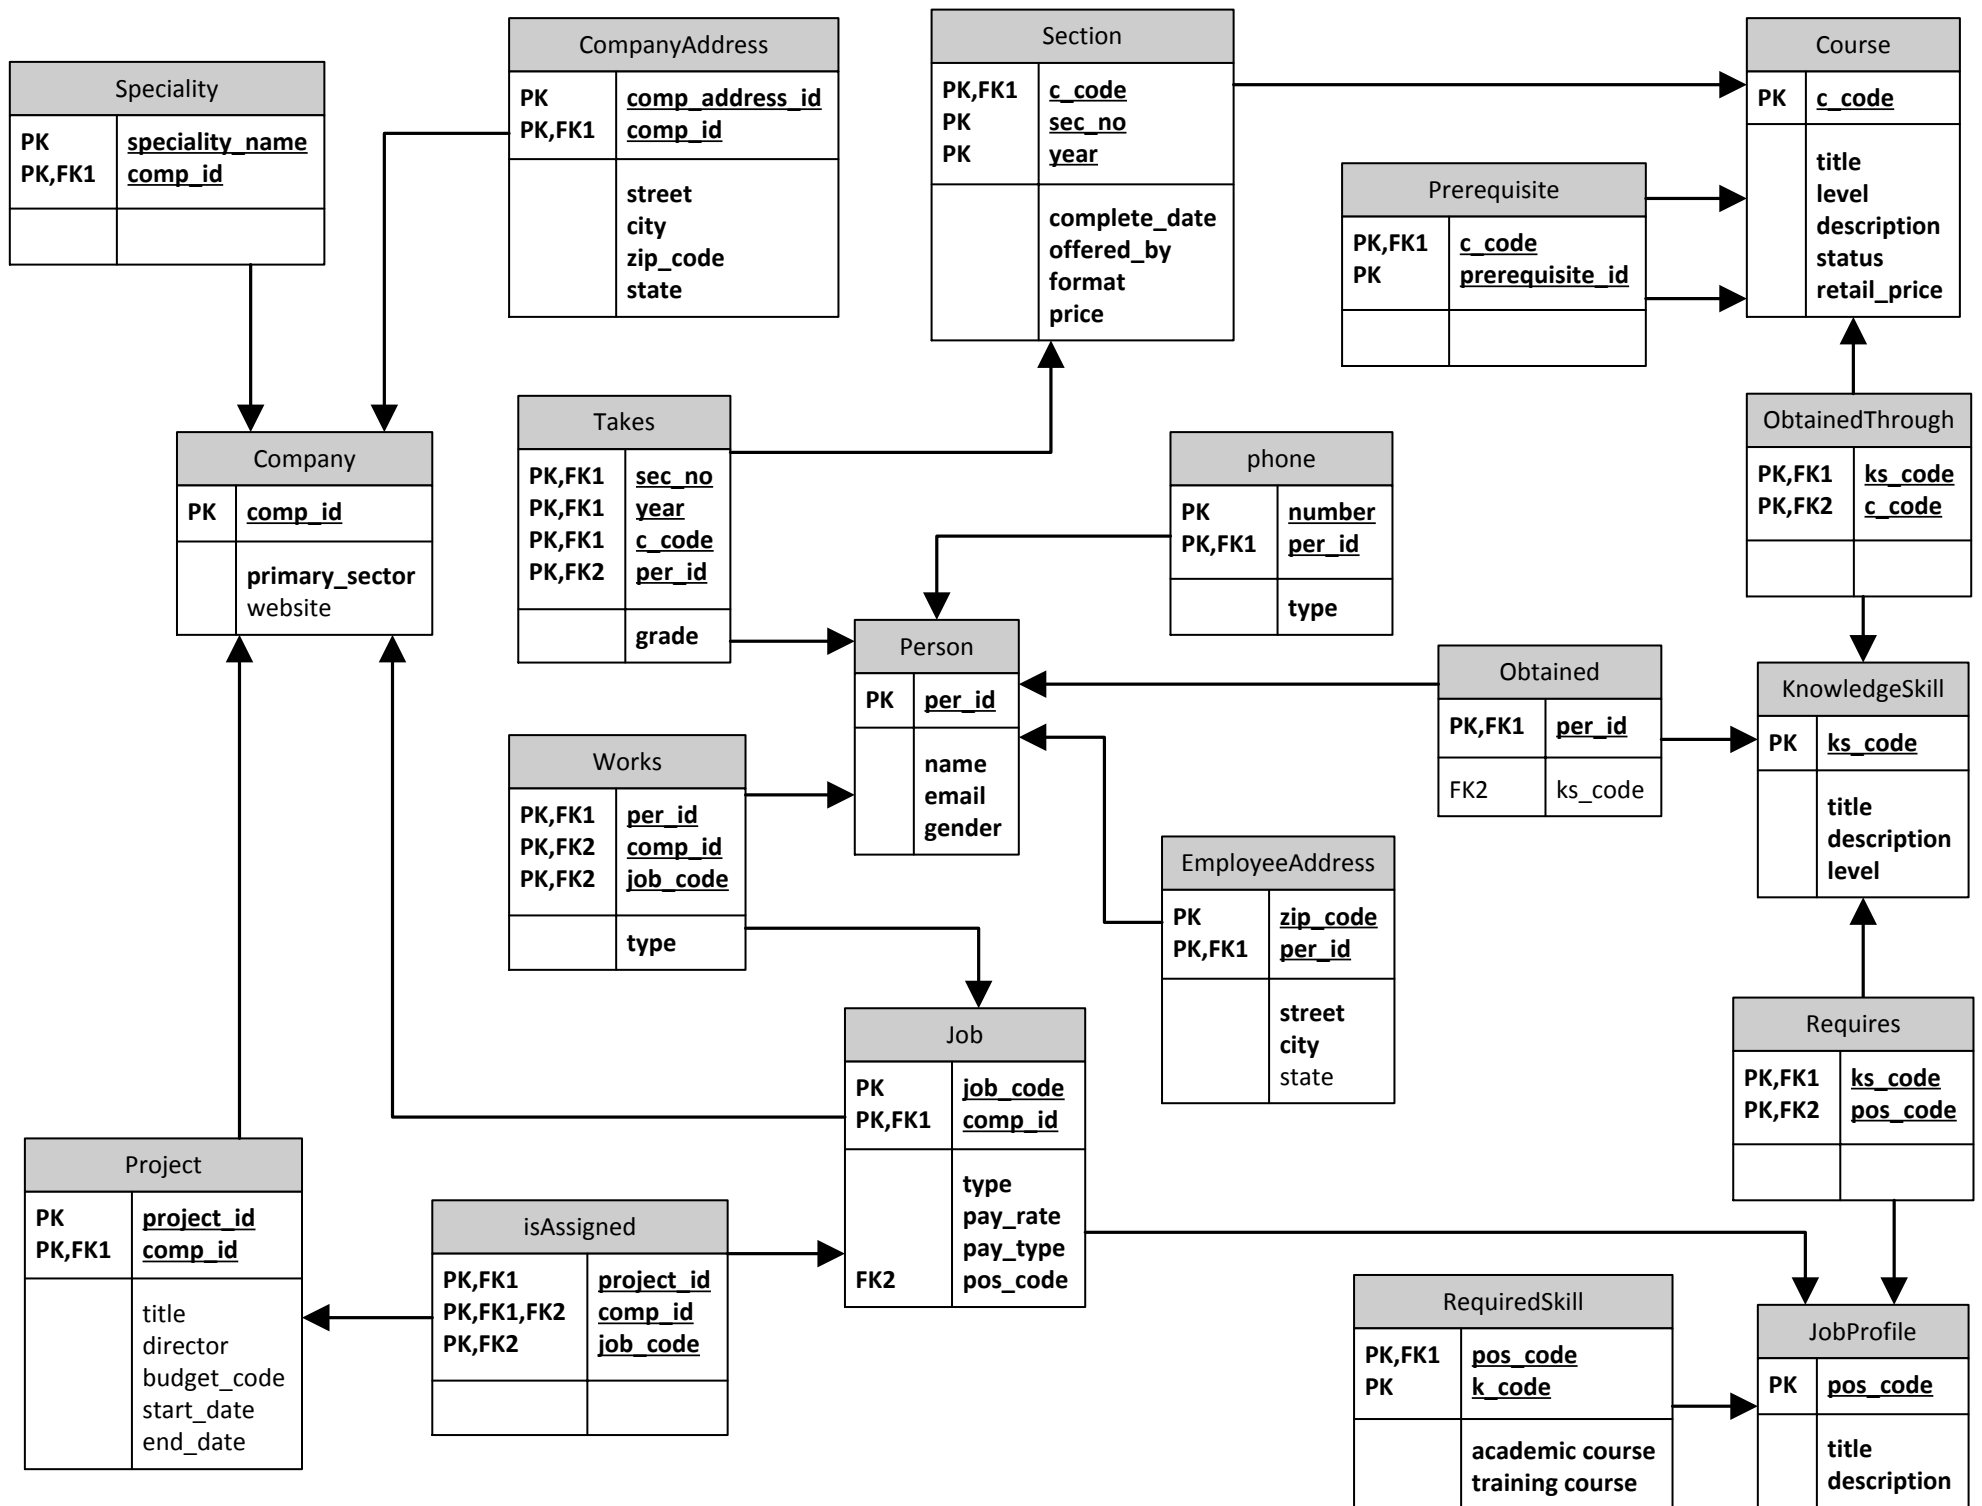 Speciality
PK speciality_name
PK,FK1 comp_id
CompanyAddress
PK comp_address_id
PK,FK1 comp_id
street
city
zip_code
state
Section
PK,FK1 c_code
PK sec_no
PK year
complete_date
offered_by
format
price
Course
PK c_code
title
level
description
status
retail_price
Prerequisite
PK,FK1 c_code
PK prerequisite_id
Company
PK comp_id
primary_sector
website
Takes
PK,FK1 sec_no
PK,FK1 year
PK,FK1 c_code
PK,FK2 per_id
grade
phone
PK number
PK,FK1 per_id
type
ObtainedThrough
PK,FK1 ks_code
PK,FK2 c_code
Person
PK per_id
name
email
gender
Obtained
PK,FK1 per_id
FK2 ks_code
KnowledgeSkill
PK ks_code
title
description
level
Works
PK,FK1 per_id
PK,FK2 comp_id
PK,FK2 job_code
type
EmployeeAddress
PK zip_code
PK,FK1 per_id
street
city
state
Job
PK job_code
PK,FK1 comp_id
type
pay_rate
pay_type
FK2 pos_code
Requires
PK,FK1 ks_code
PK,FK2 pos_code
Project
PK project_id
PK,FK1 comp_id
title
director
budget_code
start_date
end_date
isAssigned
PK,FK1 project_id
PK,FK1,FK2 comp_id
PK,FK2 job_code
RequiredSkill
PK,FK1 pos_code
PK k_code
academic course
training course
JobProfile
PK pos_code
title
description